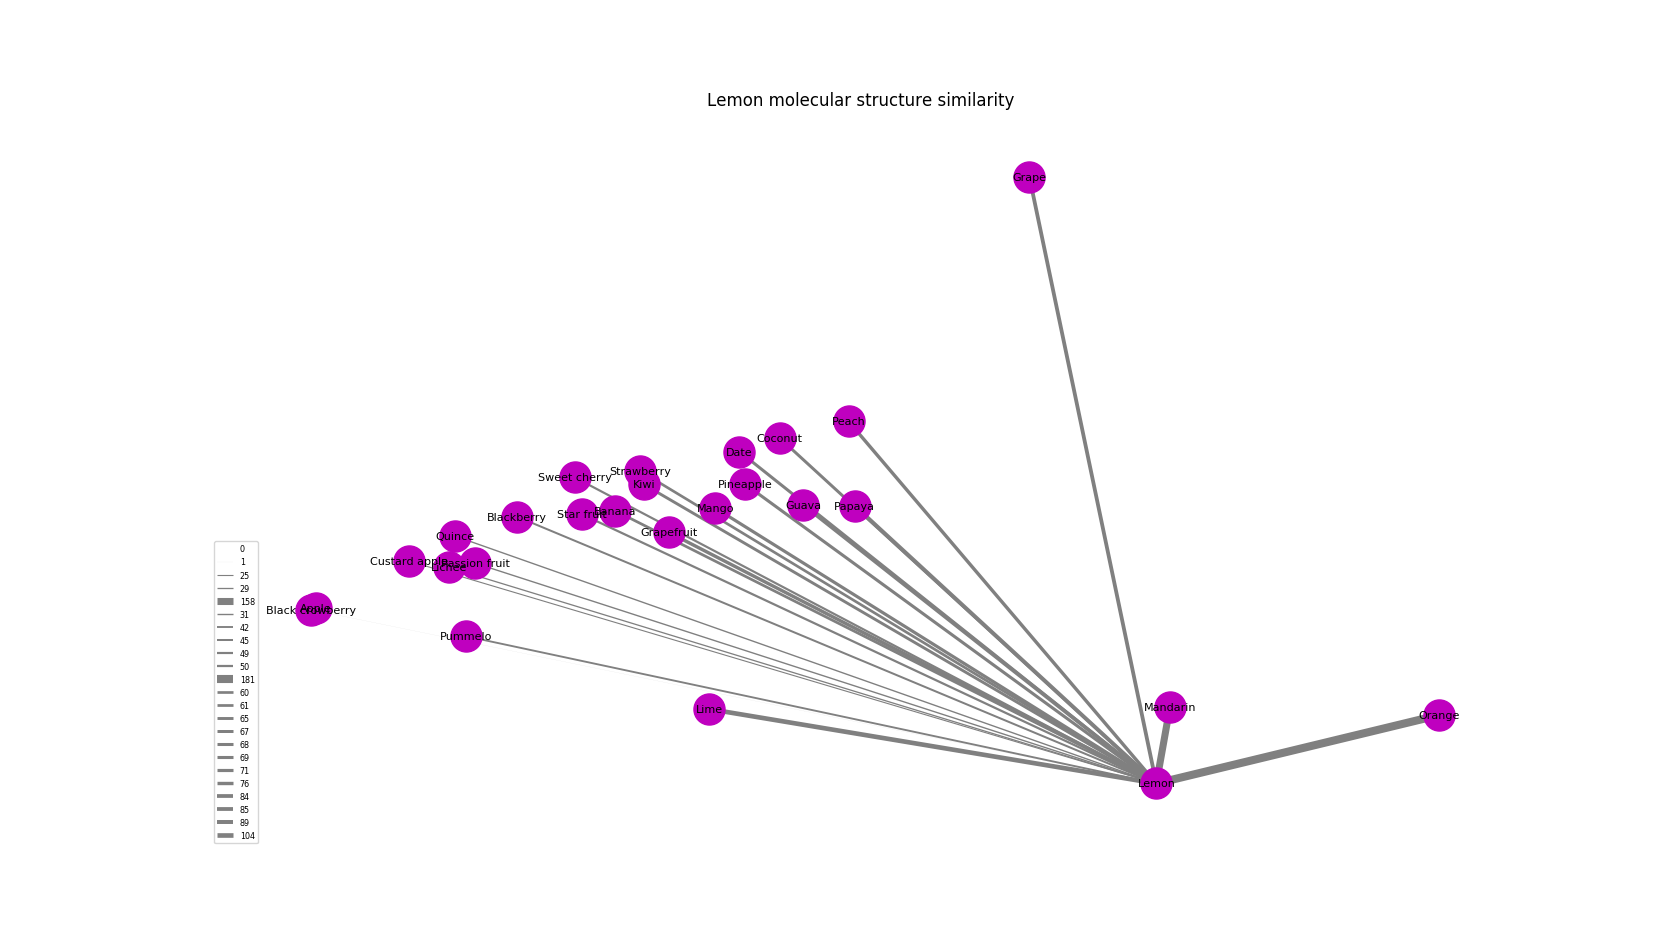 Lemon molecular structure similarity
Grape
Peach
Coconut
Date
Strawberry
Sweet cherry
Kiwi
Pineapple
Guava
Papaya
Mango
Banana
Star fruit
Blackberry
Grapefruit
Quince
Custard apple
Passion fruit
Lichee
Apple
Black crowberry
Pummelo
Mandarin
Lime
Orange
Lemon
0
1
25
29
158
31
42
45
49
50
181
60
61
65
67
68
69
71
76
84
85
89
104